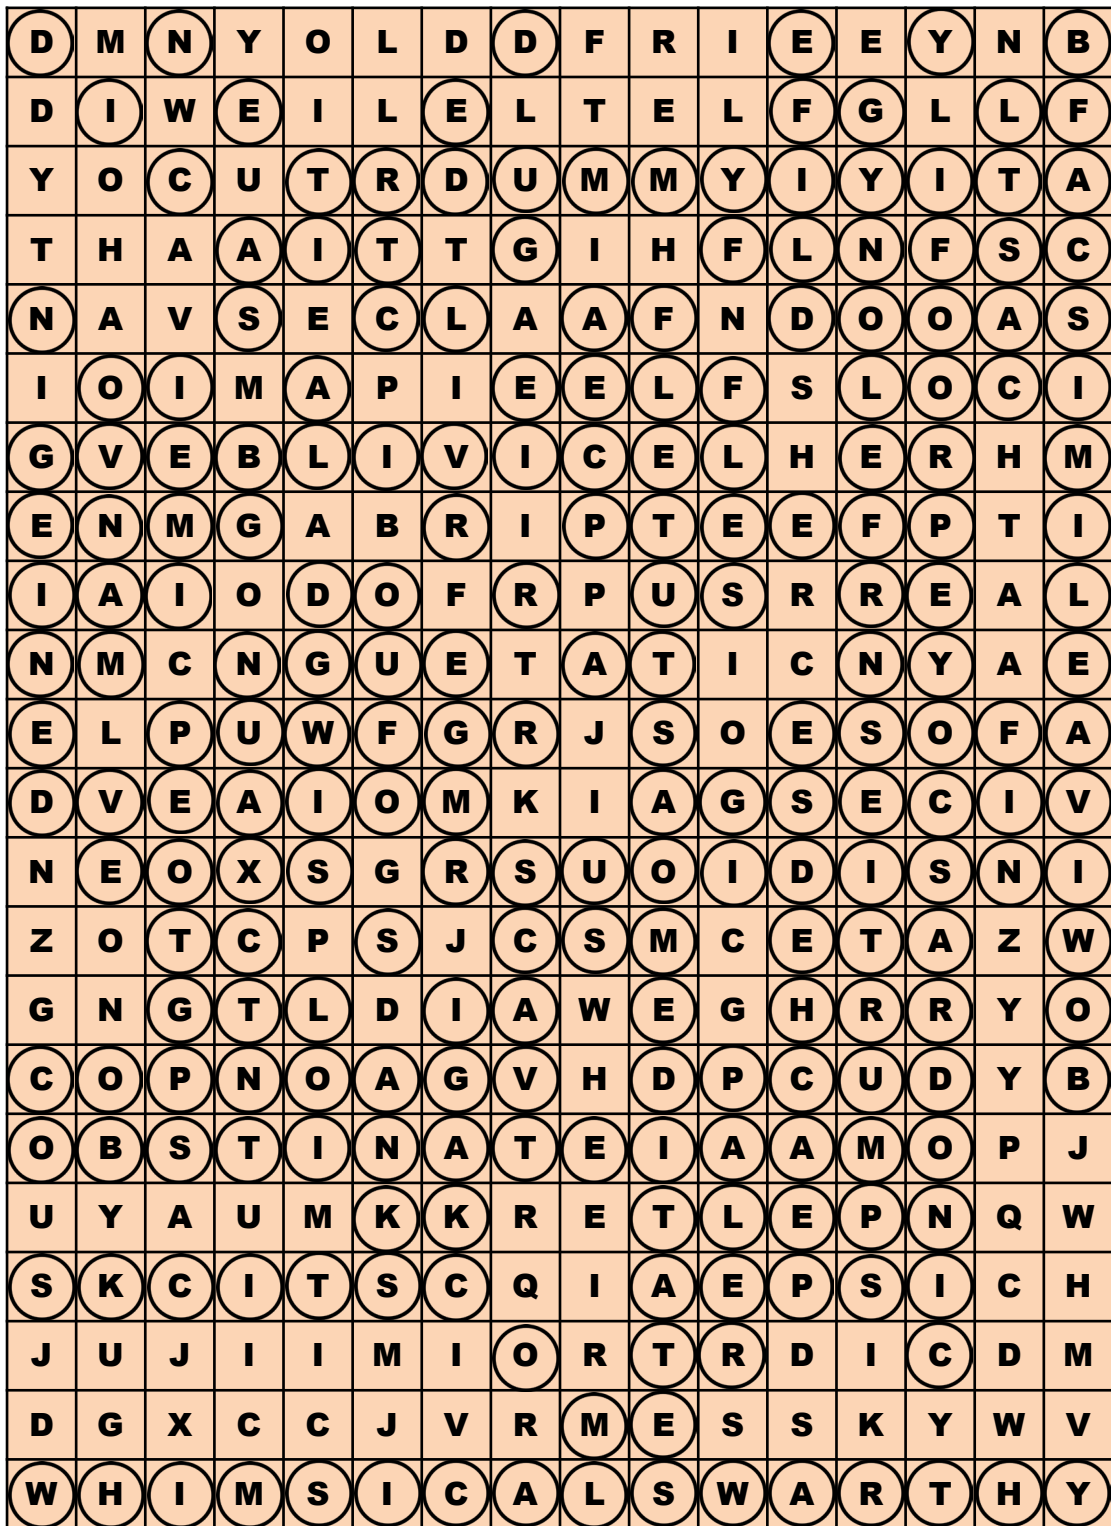 D M N Y O L D D F R I E E Y N B
D I W E I L E L T E L F G L L F
Y O C U T R D U M M Y I Y I T A
T H A A I T T G I H F L N F S C
N A V S E C L A A F N D O O A S
I O I M A P I E E L F S L O C I
G V E B L I V I C E L H E R H M
E N M G A B R I P T E E F P T I
I A I O D O F R P U S R R E A L
N M C N G U E T A T I C N Y A E
E L P U W F G R J S O E S O F A
D V E A I O M K I A G S E C I V
N E O X S G R S U O I D I S N I
Z O T C P S J C S M C E T A Z W
G N G T L D I A W E G H R R Y O
C O P N O A G V H D P C U D Y B
O B S T I N A T E I A A M O P J
U Y A U M K K R E T L E P N Q W
S K C I T S C Q I A E P S I C H
J U J I I M I O R T R D I C D M
D G X C C J V R M E S S K Y W V
W H I M S I C A L S W A R T H Y